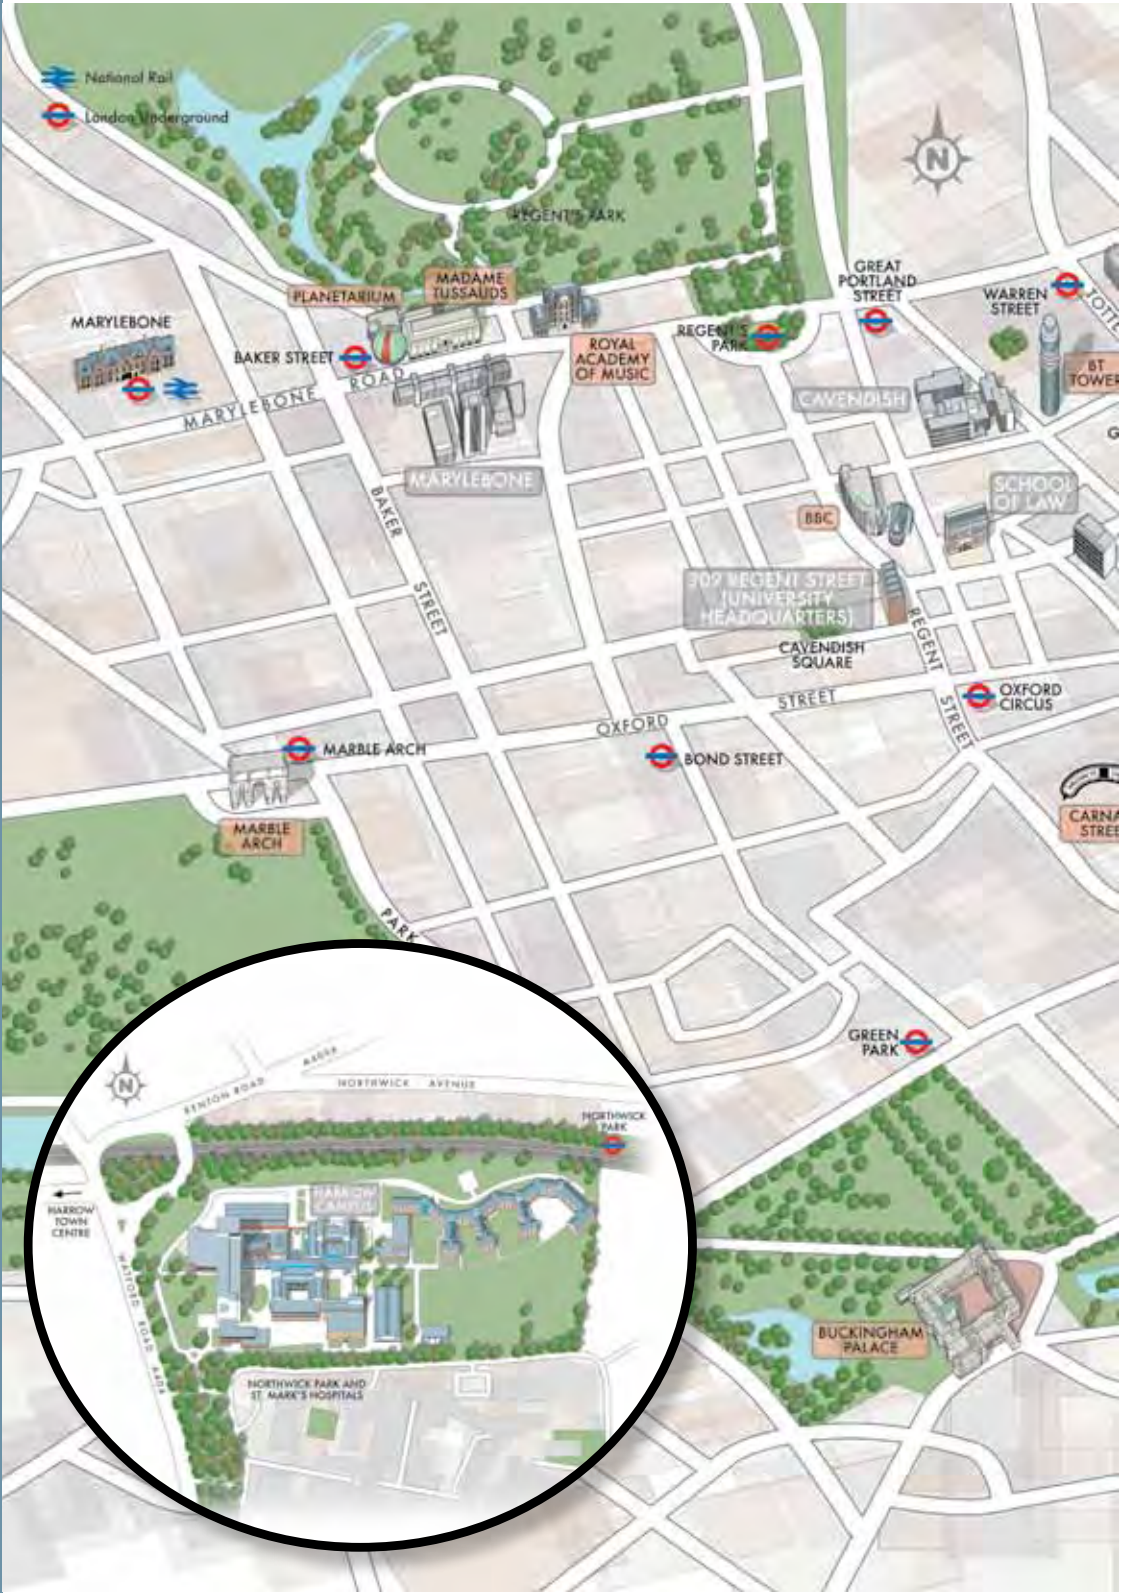 National Rail
London Underground
REGENT'S PARK
GREAT
PORTLAND
STREET
WARREN
STREET
MADAME
TUSSAUDS
PLANETARIUM
MARYLEBONE
BAKER STREET
REGENT'S
PARK
ROYAL
ACADEMY
OF MUSIC
BT
TOWER
MARYLEBONE ROAD
CAVENDISH
MARYLEBONE
SCHOOL
OF LAW
BBC
BAKER STREET
309 REGENT STREET
(UNIVERSITY
HEADQUARTERS)
CAVENDISH
SQUARE
REGENT STREET
OXFORD STREET
OXFORD
CIRCUS
MARBLE ARCH
BOND STREET
MARBLE
ARCH
CARNA
STREE
PARK
GREEN
PARK
N
N
KENTON ROAD A4006
NORTHWICK AVENUE
NORTHWICK
PARK
HARROW
TOWN
CENTRE
HARROW
CAMPUS
WATFORD ROAD A404
NORTHWICK PARK AND
ST. MARK'S HOSPITALS
BUCKINGHAM
PALACE